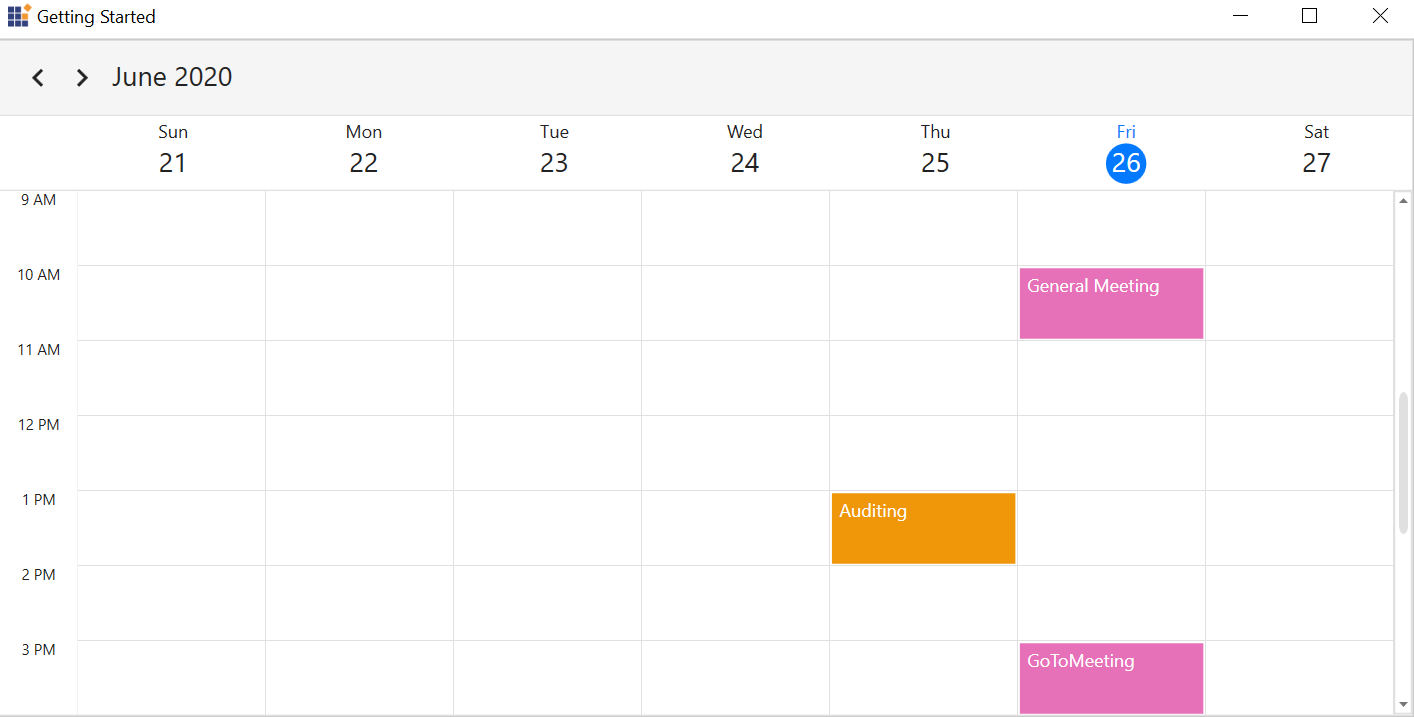 Getting Started
June 2020
Sun Mon Tue Wed Thu Fri Sat
21 22 23 24 25 26 27
9 AM
10 AM
General Meeting
11 AM
12 PM
1 PM
Auditing
2 PM
3 PM
GoToMeeting